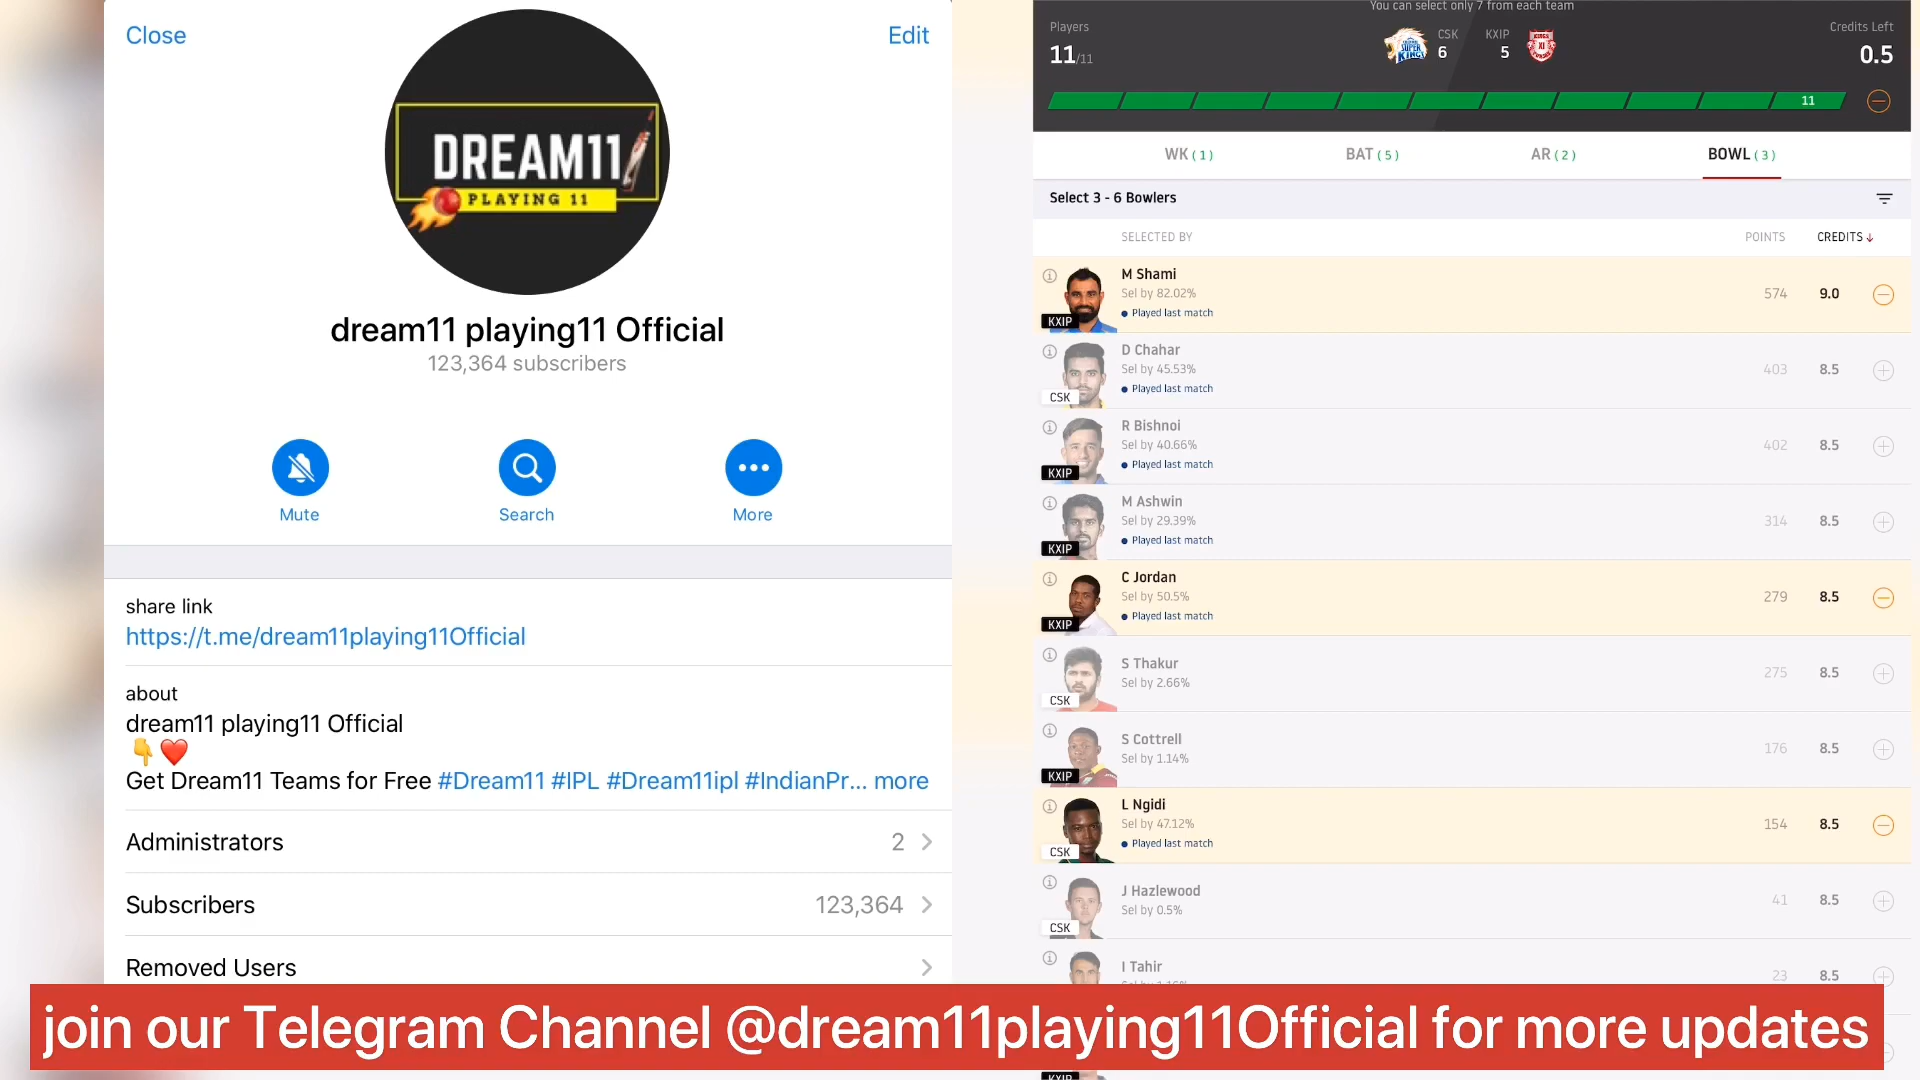 Close
Edit
DREAM11
PLAYING 11
dream11 playing11 Official
123,364 subscribers
Mute
Search
More
share link
https://t.me/dream11playing11Official
about
dream11 playing11 Official
👇❤️
Get Dream11 Teams for Free #Dream11 #IPL #Dream11ipl #IndianPr... more
Administrators 2
Subscribers 123,364
Removed Users
You can select only 7 from each team
Players
11/11
CSK
6
KXIP
5
Credits Left
0.5
11
WK (1)
BAT (5)
AR (2)
BOWL (3)
Select 3 - 6 Bowlers
SELECTED BY POINTS CREDITS ↓
M Shami
Sel by 82.02%
Played last match
KXIP
574 9.0
D Chahar
Sel by 45.53%
Played last match
CSK
403 8.5
R Bishnoi
Sel by 40.66%
Played last match
KXIP
402 8.5
M Ashwin
Sel by 29.39%
Played last match
KXIP
314 8.5
C Jordan
Sel by 50.5%
Played last match
KXIP
279 8.5
S Thakur
Sel by 2.66%
CSK
275 8.5
S Cottrell
Sel by 1.14%
KXIP
176 8.5
L Ngidi
Sel by 47.12%
Played last match
CSK
154 8.5
J Hazlewood
Sel by 0.5%
CSK
41 8.5
I Tahir
23 8.5
join our Telegram Channel @dream11playing11Official for more updates
KXIP